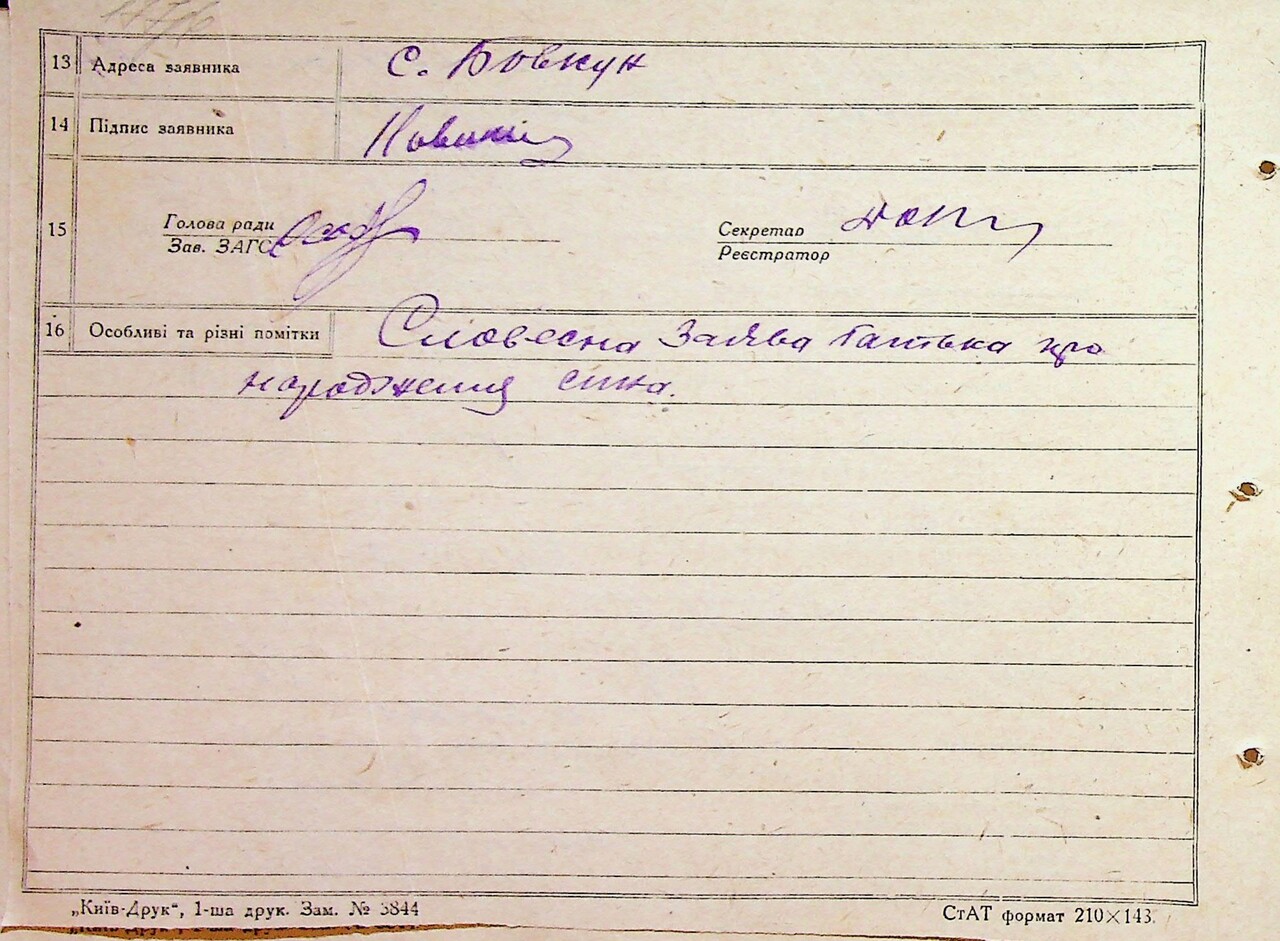 13 Адреса заявника с. Бовкун
14 Підпис заявника
15 Голова ради Секретар
Зав. ЗАГС Реєстратор
16 Особливі та різні помітки Словесна Заява батька про
народження сина.
„Київ-Друк“, 1-ша друк. Зам. № 3844 СтАТ формат 210×143.